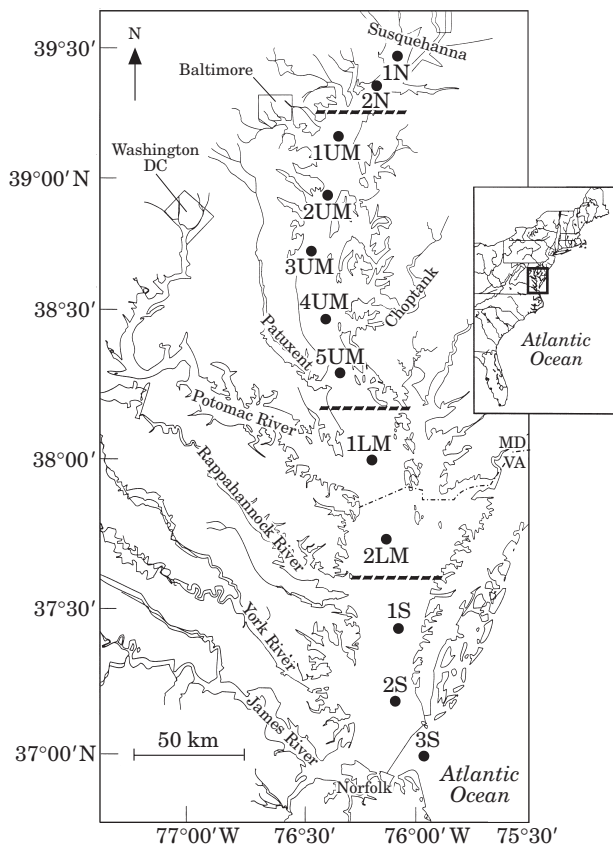 39°30′
N
Susquehanna
1N
Baltimore
2N
1UM
Washington
DC
39°00′N
2UM
3UM
Choptank
4UM
38°30′
Patuxent
5UM
Atlantic
Ocean
Potomac River
1LM
MD
VA
38°00′
Rappahannock River
2LM
37°30′
1S
York River
2S
James River
3S
50 km
37°00′N
Norfolk
Atlantic
Ocean
77°00′W
76°30′
76°00′W
75°30′